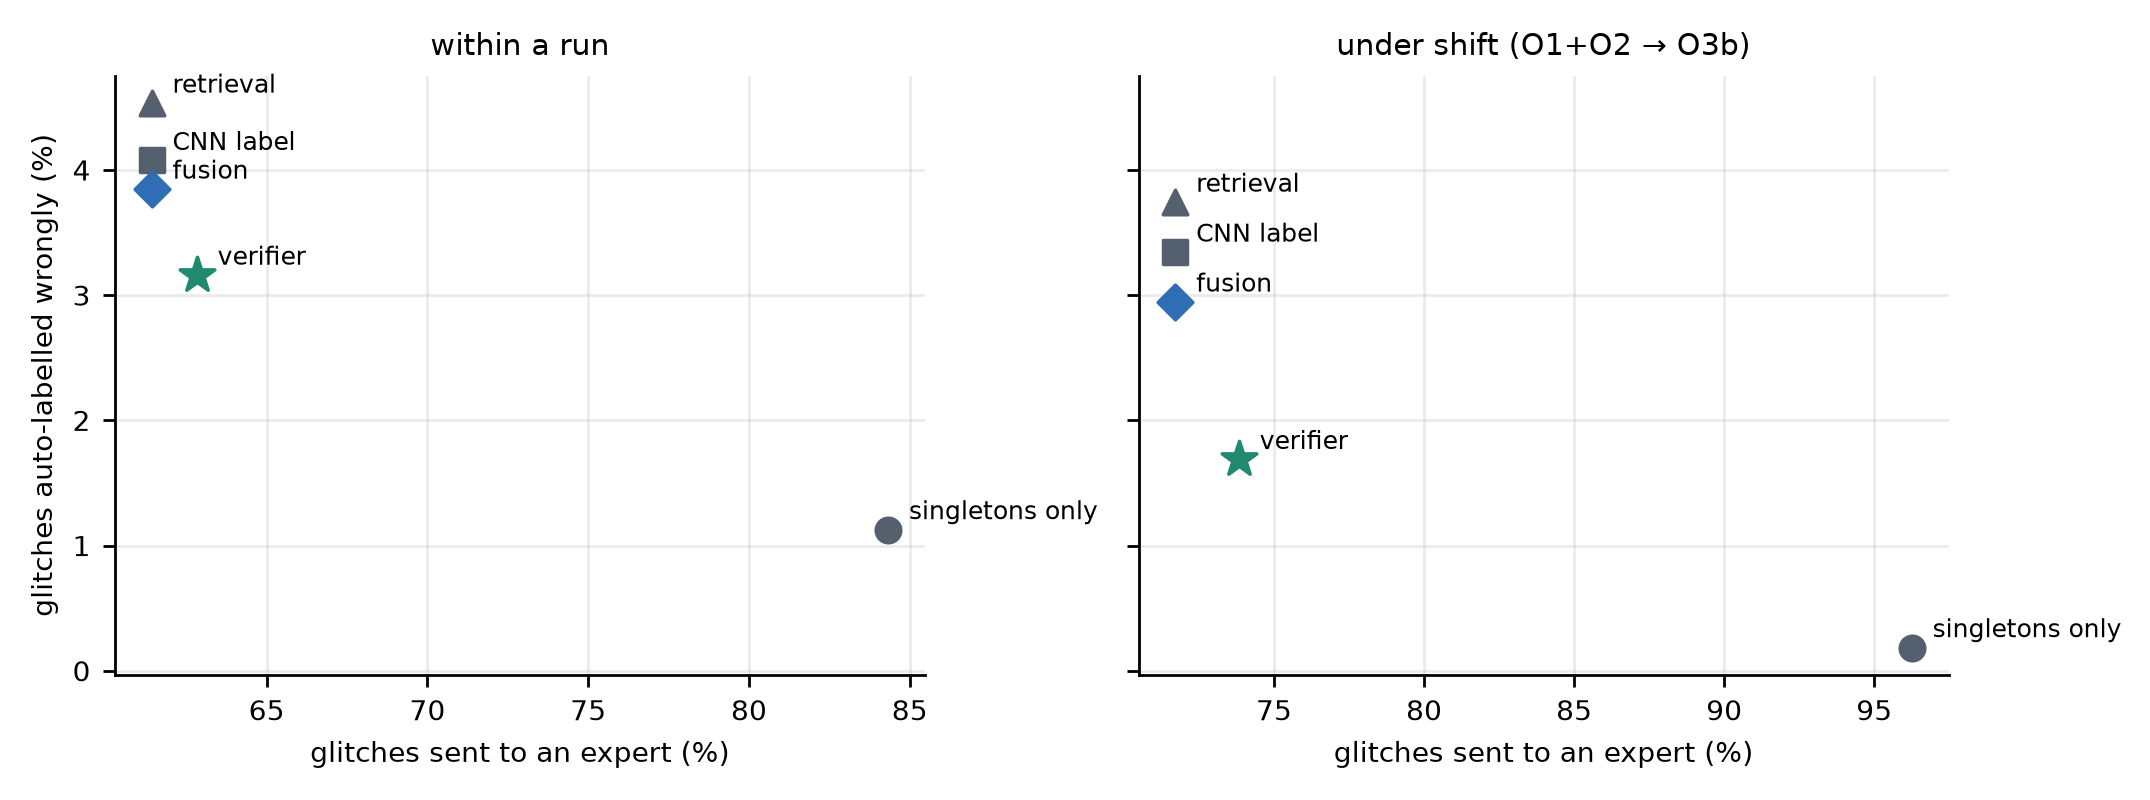 within a run
glitches auto-labelled wrongly (%)
4
3
2
1
0
retrieval
CNN label
fusion
verifier
singletons only
65 70 75 80 85
glitches sent to an expert (%)
under shift (O1+O2 → O3b)
retrieval
CNN label
fusion
verifier
singletons only
75 80 85 90 95
glitches sent to an expert (%)